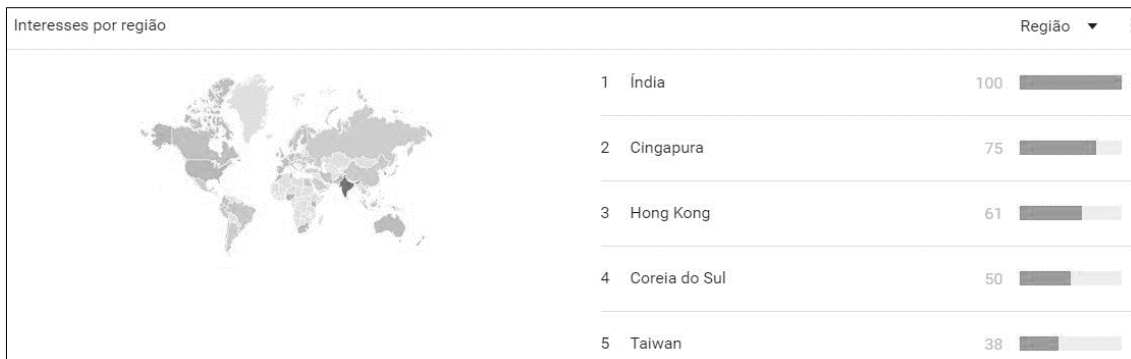 Interesses por região Região
1 Índia 100
2 Cingapura 75
3 Hong Kong 61
4 Coreia do Sul 50
5 Taiwan 38